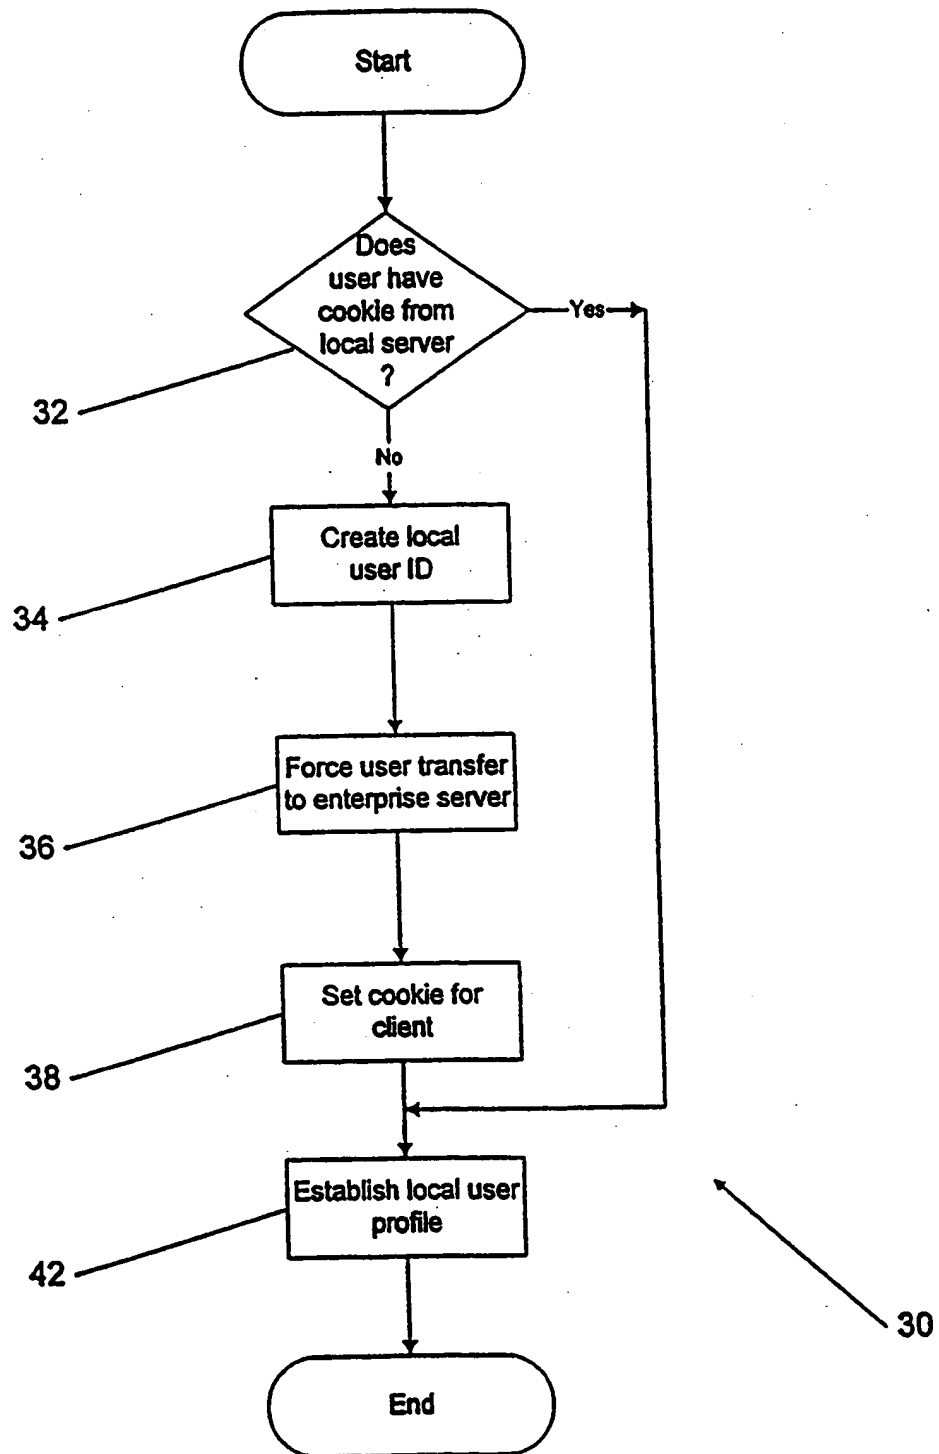 Start
Does
user have
cookie from
local server
?
Yes
32
No
Create local
user ID
34
Force user transfer
to enterprise server
36
Set cookie for
client
38
Establish local user
profile
42
30
End